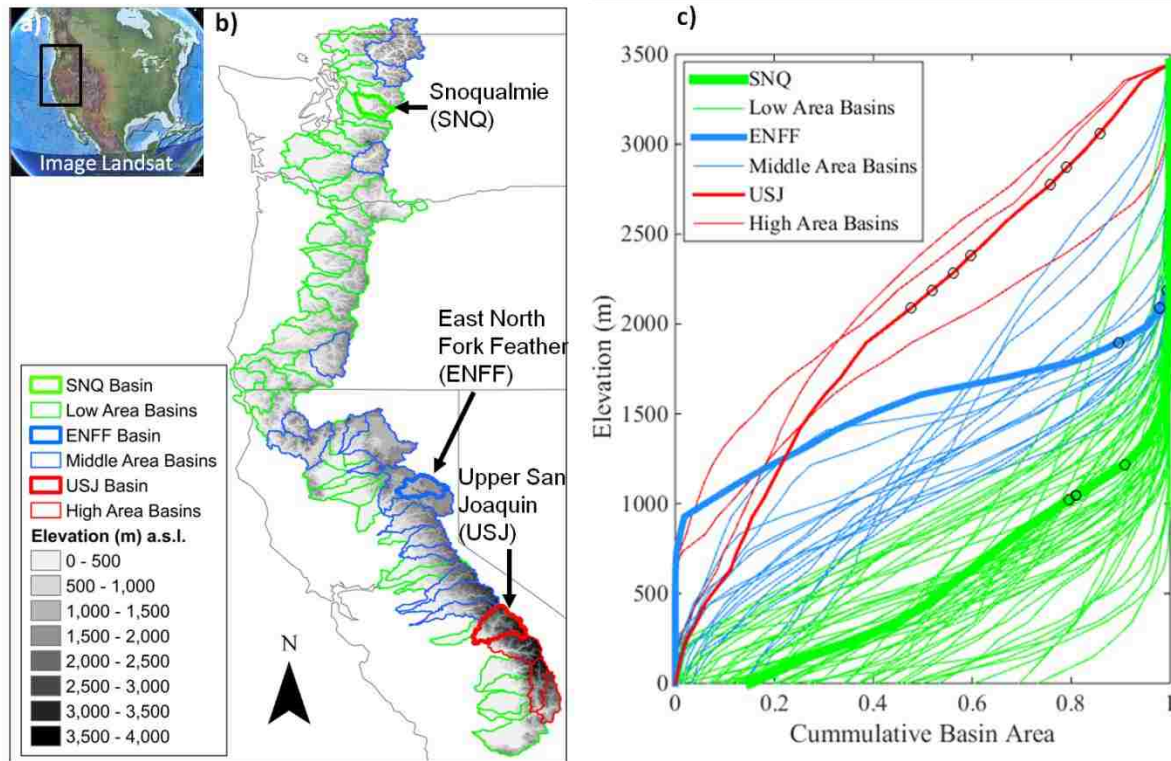 a)
Image Landsat
b)
Snoqualmie
(SNQ)
East North
Fork Feather
(ENFF)
Upper San
Joaquin
(USJ)
SNQ Basin
Low Area Basins
ENFF Basin
Middle Area Basins
USJ Basin
High Area Basins
Elevation (m) a.s.l.
0 - 500
500 - 1,000
1,000 - 1,500
1,500 - 2,000
2,000 - 2,500
2,500 - 3,000
3,000 - 3,500
3,500 - 4,000
N
c)
SNQ
Low Area Basins
ENFF
Middle Area Basins
USJ
High Area Basins
Elevation (m)
3500
3000
2500
2000
1500
1000
500
0
0 0.2 0.4 0.6 0.8 1
Cummulative Basin Area